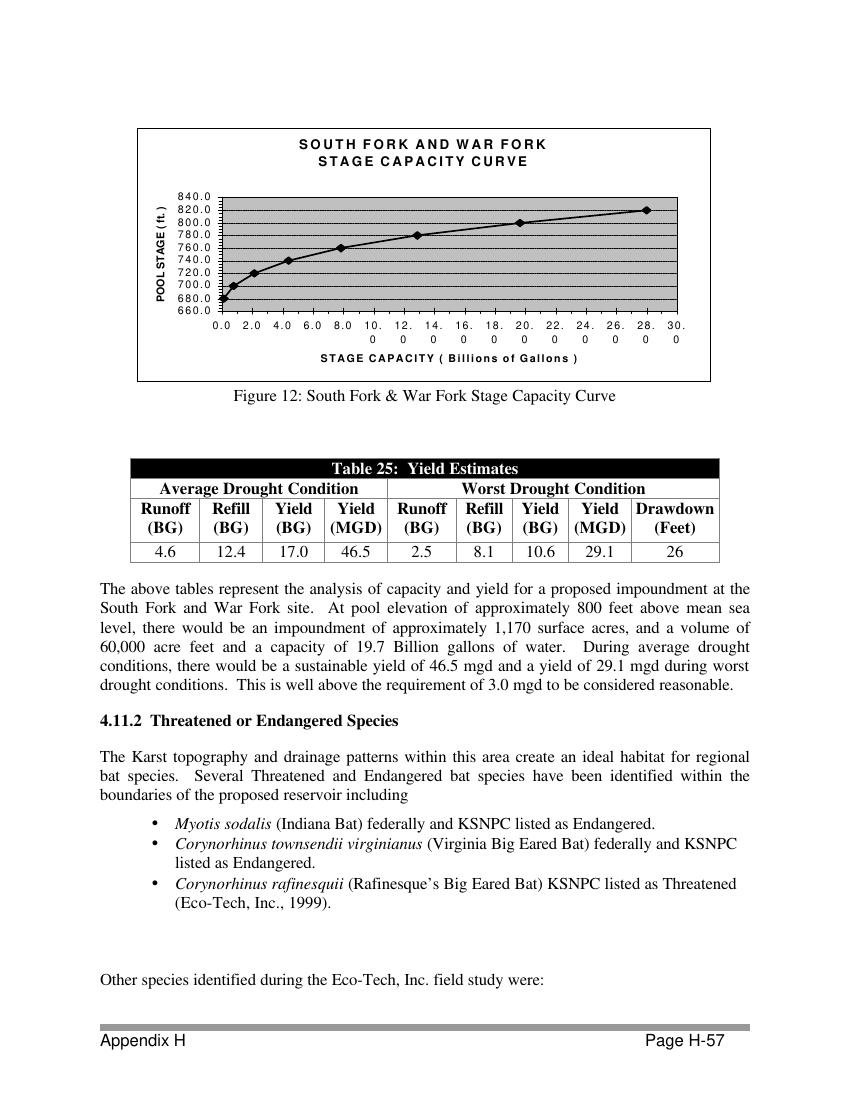 SOUTH FORK AND WAR FORK
STAGE CAPACITY CURVE
840.0
820.0
800.0
780.0
760.0
740.0
720.0
700.0
680.0
660.0
POOL STAGE ( ft. )
0.0 2.0 4.0 6.0 8.0 10. 12. 14. 16. 18. 20. 22. 24. 26. 28. 30.
0 0 0 0 0 0 0 0 0 0 0
STAGE CAPACITY ( Billions of Gallons )
Figure 12: South Fork & War Fork Stage Capacity Curve
Table 25: Yield Estimates
Average Drought Condition Worst Drought Condition
Runoff Refill Yield Yield Runoff Refill Yield Yield Drawdown
(BG) (BG) (BG) (MGD) (BG) (BG) (BG) (MGD) (Feet)
4.6 12.4 17.0 46.5 2.5 8.1 10.6 29.1 26
The above tables represent the analysis of capacity and yield for a proposed impoundment at the
South Fork and War Fork site. At pool elevation of approximately 800 feet above mean sea
level, there would be an impoundment of approximately 1,170 surface acres, and a volume of
60,000 acre feet and a capacity of 19.7 Billion gallons of water. During average drought
conditions, there would be a sustainable yield of 46.5 mgd and a yield of 29.1 mgd during worst
drought conditions. This is well above the requirement of 3.0 mgd to be considered reasonable.
4.11.2 Threatened or Endangered Species
The Karst topography and drainage patterns within this area create an ideal habitat for regional
bat species. Several Threatened and Endangered bat species have been identified within the
boundaries of the proposed reservoir including
• Myotis sodalis (Indiana Bat) federally and KSNPC listed as Endangered.
• Corynorhinus townsendii virginianus (Virginia Big Eared Bat) federally and KSNPC
listed as Endangered.
• Corynorhinus rafinesquii (Rafinesque's Big Eared Bat) KSNPC listed as Threatened
(Eco-Tech, Inc., 1999).
Other species identified during the Eco-Tech, Inc. field study were:
Appendix H Page H-57